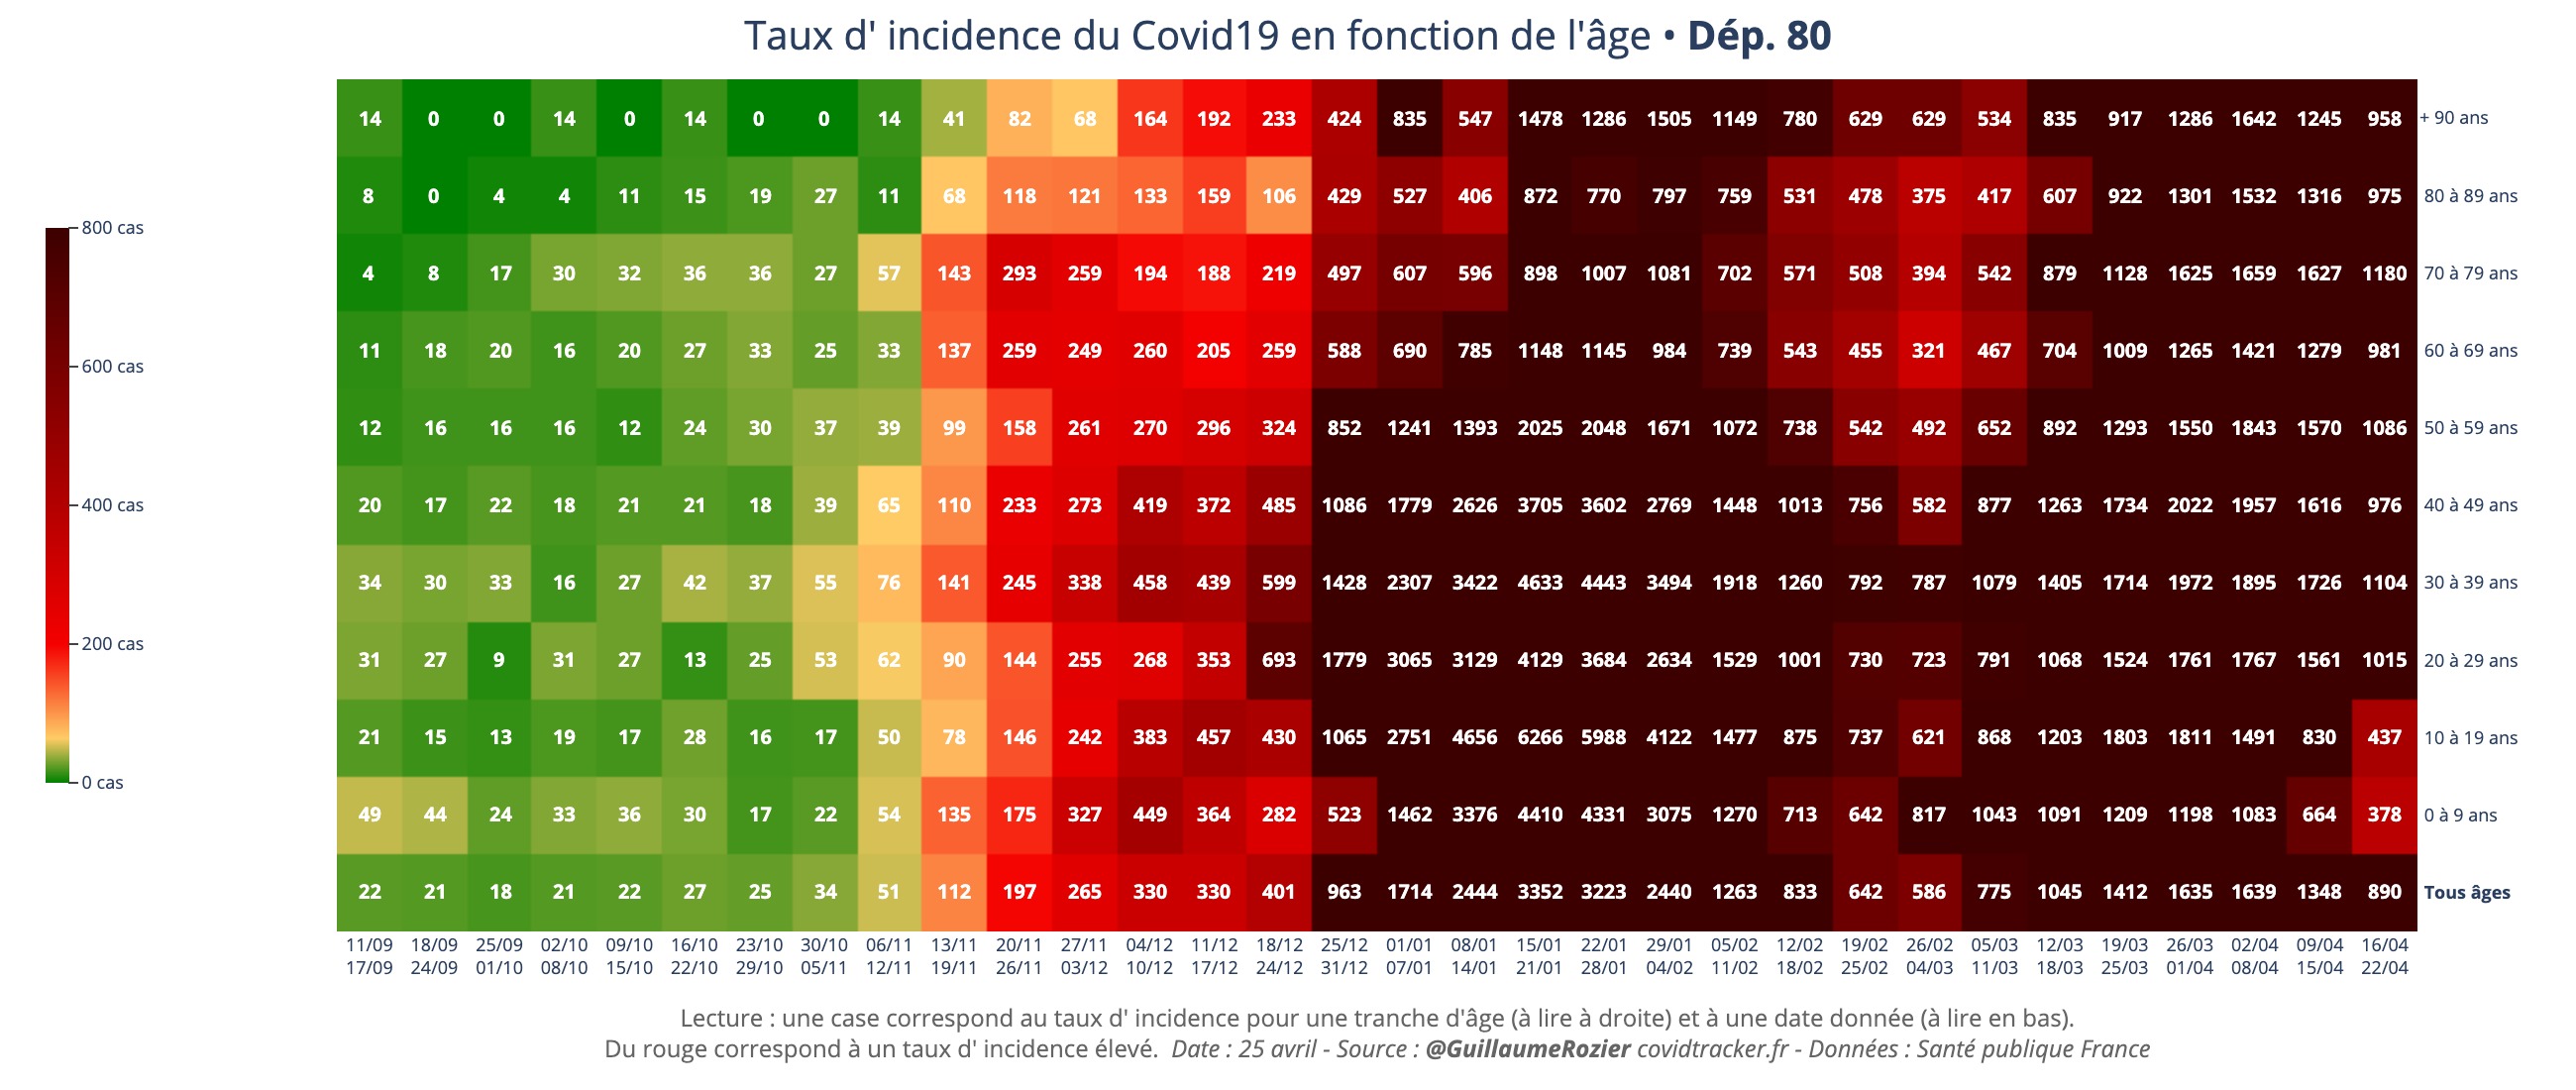 Taux d' incidence du Covid19 en fonction de l'âge • Dép. 80
800 cas
600 cas
400 cas
200 cas
0 cas
14 0 0 14 0 14 0 0 14 41 82 68 164 192 233 424 835 547 1478 1286 1505 1149 780 629 629 534 835 917 1286 1642 1245 958 + 90 ans
8 0 4 4 11 15 19 27 11 68 118 121 133 159 106 429 527 406 872 770 797 759 531 478 375 417 607 922 1301 1532 1316 975 80 à 89 ans
4 8 17 30 32 36 36 27 57 143 293 259 194 188 219 497 607 596 898 1007 1081 702 571 508 394 542 879 1128 1625 1659 1627 1180 70 à 79 ans
11 18 20 16 20 27 33 25 33 137 259 249 260 205 259 588 690 785 1148 1145 984 739 543 455 321 467 704 1009 1265 1421 1279 981 60 à 69 ans
12 16 16 16 12 24 30 37 39 99 158 261 270 296 324 852 1241 1393 2025 2048 1671 1072 738 542 492 652 892 1293 1550 1843 1570 1086 50 à 59 ans
20 17 22 18 21 21 18 39 65 110 233 273 419 372 485 1086 1779 2626 3705 3602 2769 1448 1013 756 582 877 1263 1734 2022 1957 1616 976 40 à 49 ans
34 30 33 16 27 42 37 55 76 141 245 338 458 439 599 1428 2307 3422 4633 4443 3494 1918 1260 792 787 1079 1405 1714 1972 1895 1726 1104 30 à 39 ans
31 27 9 31 27 13 25 53 62 90 144 255 268 353 693 1779 3065 3129 4129 3684 2634 1529 1001 730 723 791 1068 1524 1761 1767 1561 1015 20 à 29 ans
21 15 13 19 17 28 16 17 50 78 146 242 383 457 430 1065 2751 4656 6266 5988 4122 1477 875 737 621 868 1203 1803 1811 1491 830 437 10 à 19 ans
49 44 24 33 36 30 17 22 54 135 175 327 449 364 282 523 1462 3376 4410 4331 3075 1270 713 642 817 1043 1091 1209 1198 1083 664 378 0 à 9 ans
22 21 18 21 22 27 25 34 51 112 197 265 330 330 401 963 1714 2444 3352 3223 2440 1263 833 642 586 775 1045 1412 1635 1639 1348 890 Tous âges
11/09 18/09 25/09 02/10 09/10 16/10 23/10 30/10 06/11 13/11 20/11 27/11 04/12 11/12 18/12 25/12 01/01 08/01 15/01 22/01 29/01 05/02 12/02 19/02 26/02 05/03 12/03 19/03 26/03 02/04 09/04 16/04
17/09 24/09 01/10 08/10 15/10 22/10 29/10 05/11 12/11 19/11 26/11 03/12 10/12 17/12 24/12 31/12 07/01 14/01 21/01 28/01 04/02 11/02 18/02 25/02 04/03 11/03 18/03 25/03 01/04 08/04 15/04 22/04
Lecture : une case correspond au taux d' incidence pour une tranche d'âge (à lire à droite) et à une date donnée (à lire en bas).
Du rouge correspond à un taux d' incidence élevé. Date : 25 avril - Source : @GuillaumeRozier covidtracker.fr - Données : Santé publique France